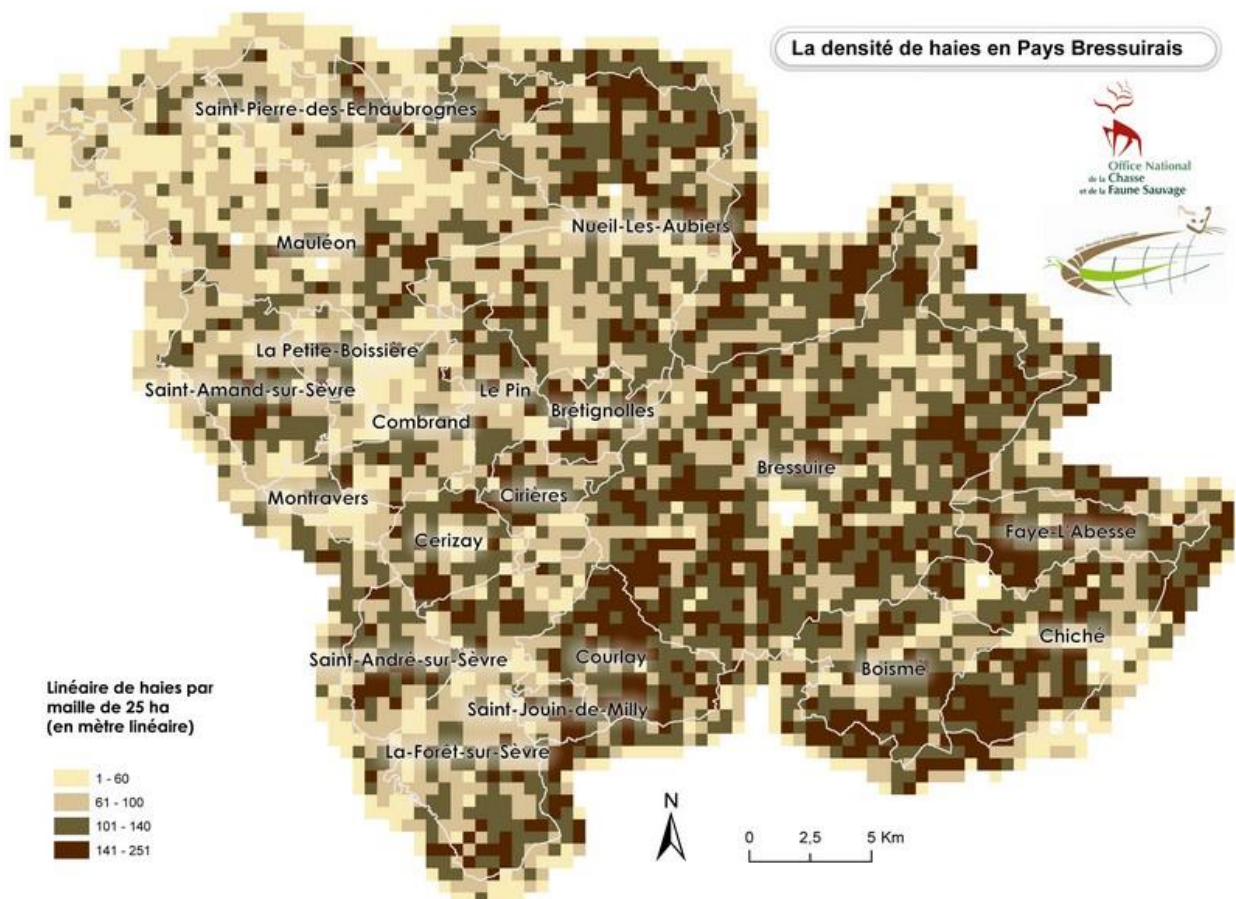 La densité de haies en Pays Bressuirais
Office National
de la Chasse
et de la Faune Sauvage
Saint-Pierre-des-Echaubrognes
Nueil-Les-Aubiers
Mauléon
La Petite-Boissière
Saint-Amand-sur-Sèvre
Le Pin
Combrand
Brétignolles
Bressuire
Montravers
Cirières
Cerizay
Faye-L'Abesse
Chiché
Saint-André-sur-Sèvre
Courlay
Boismé
Saint-Jouin-de-Milly
La-Forêt-sur-Sèvre
Linéaire de haies par
maille de 25 ha
(en mètre linéaire)
1 - 60
61 - 100
101 - 140
141 - 251
N
0 2,5 5 Km